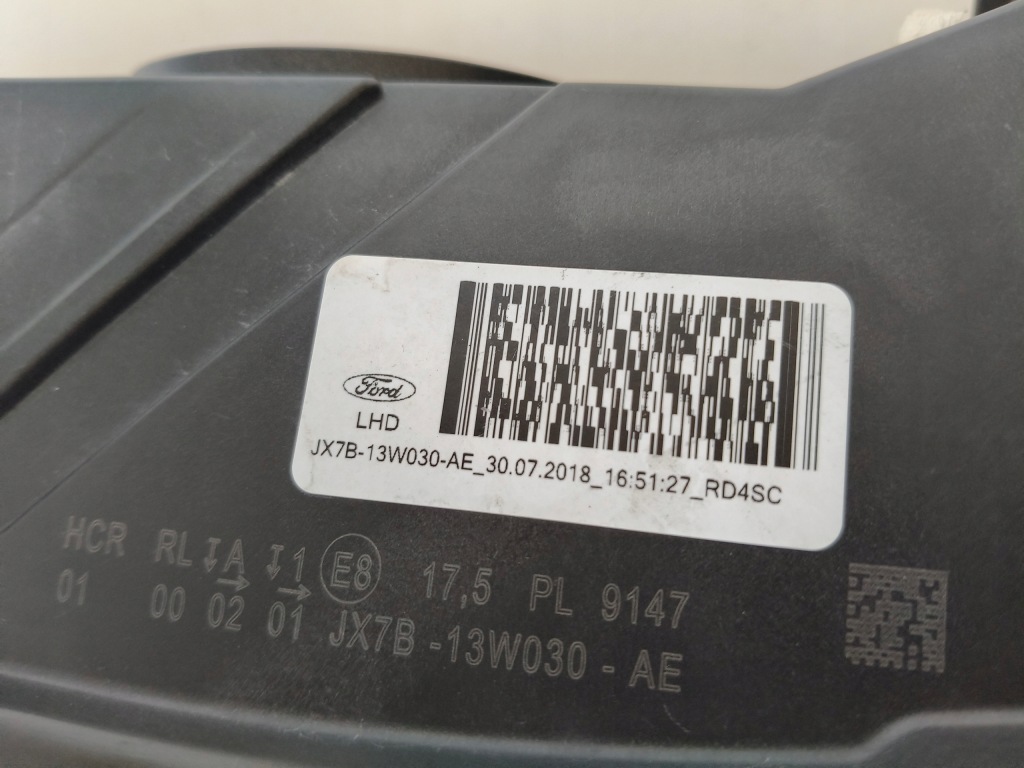 Ford
LHD
JX7B-13W030-AE_30.07.2018_16:51:27_RD4SC
HCR RL A 1 E8 17,5 PL 9147
01 00 02 01 JX7B -13W030 - AE